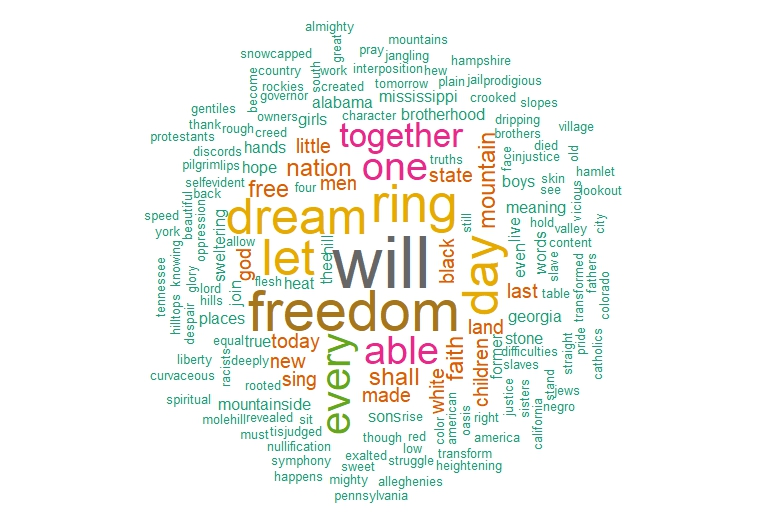 almighty
mountains
snowcapped great pray jangling hampshire
country south work interposition hew
become rockies created tomorrow plain jail prodigious
governor alabama mississippi crooked slopes
gentiles owners girls character brotherhood dripping
thank rough creed together brothers village
protestants hands little died
discords truths face injustice old
pilgrim lips hope nation one state mountain hamlet
selfevident free four men boys skin vicious lookout
back see
beautiful ring meaning
speed oppression dream still live hold city
york sweltering allow thee hill black even words valley
knowing god let will day content
tennessee glory flesh heat slave transformed fathers
lord join last table colorado
hilltops hills freedom
despair places land georgia
equal true today former stone pride
liberty racists deeply every able faith difficulties straight catholics
new children slaves
curvaceous sing shall justice stand jews
rooted made white sisters
spiritual mountainside american negro
molehill revealed sit sons rise color oasis right california
must tisjudged though red america
nullification low
symphony exalted struggle transform
sweet heightening
happens mighty alleghenies
pennsylvania